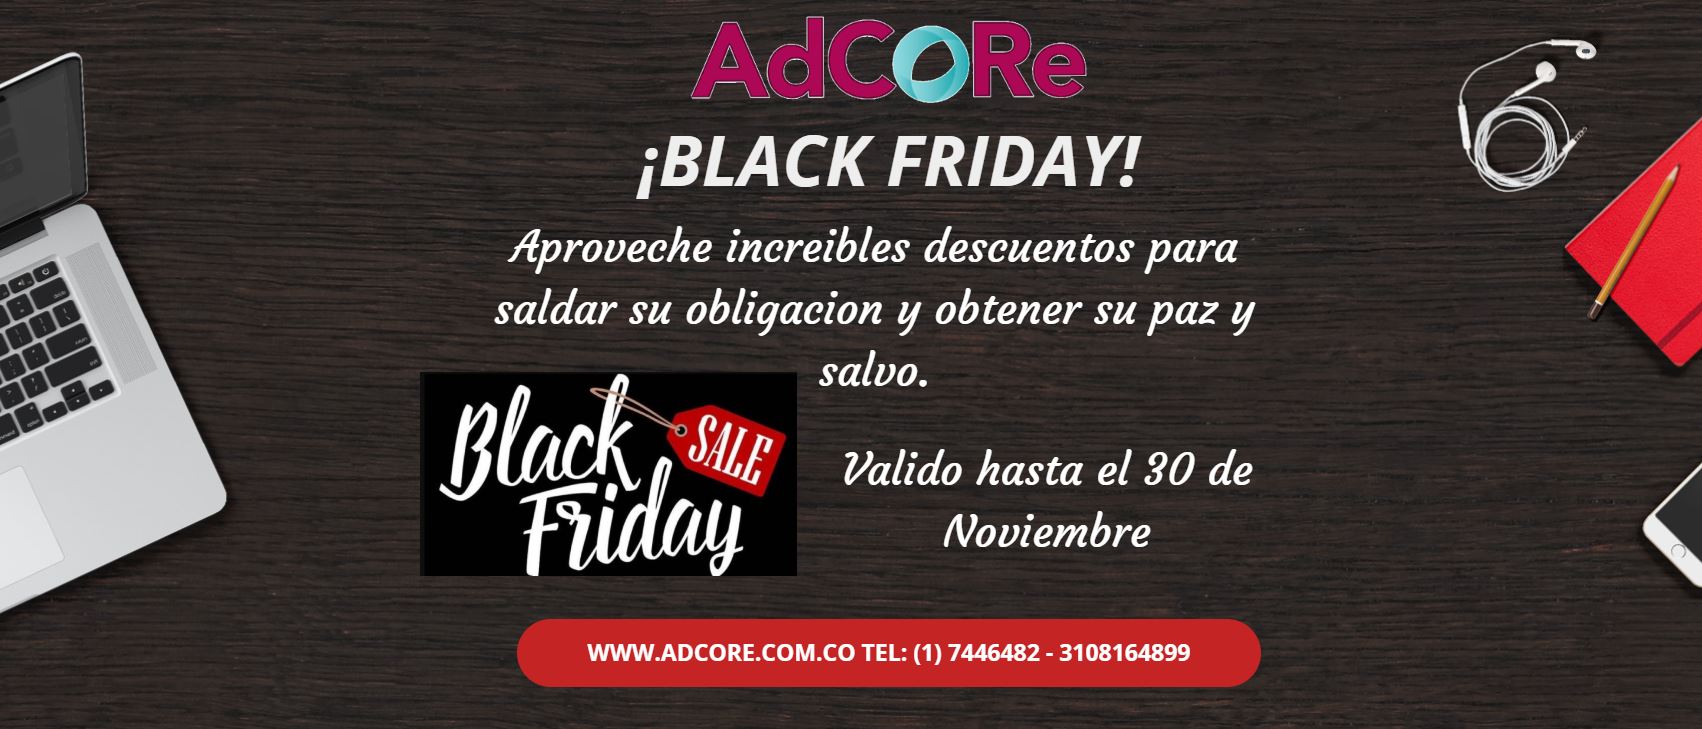 AdCoRe
¡BLACK FRIDAY!
Aproveche increibles descuentos para
saldar su obligacion y obtener su paz y
salvo.
Black
SALE
Friday
Valido hasta el 30 de
Noviembre
WWW.ADCORE.COM.CO TEL: (1) 7446482 - 3108164899